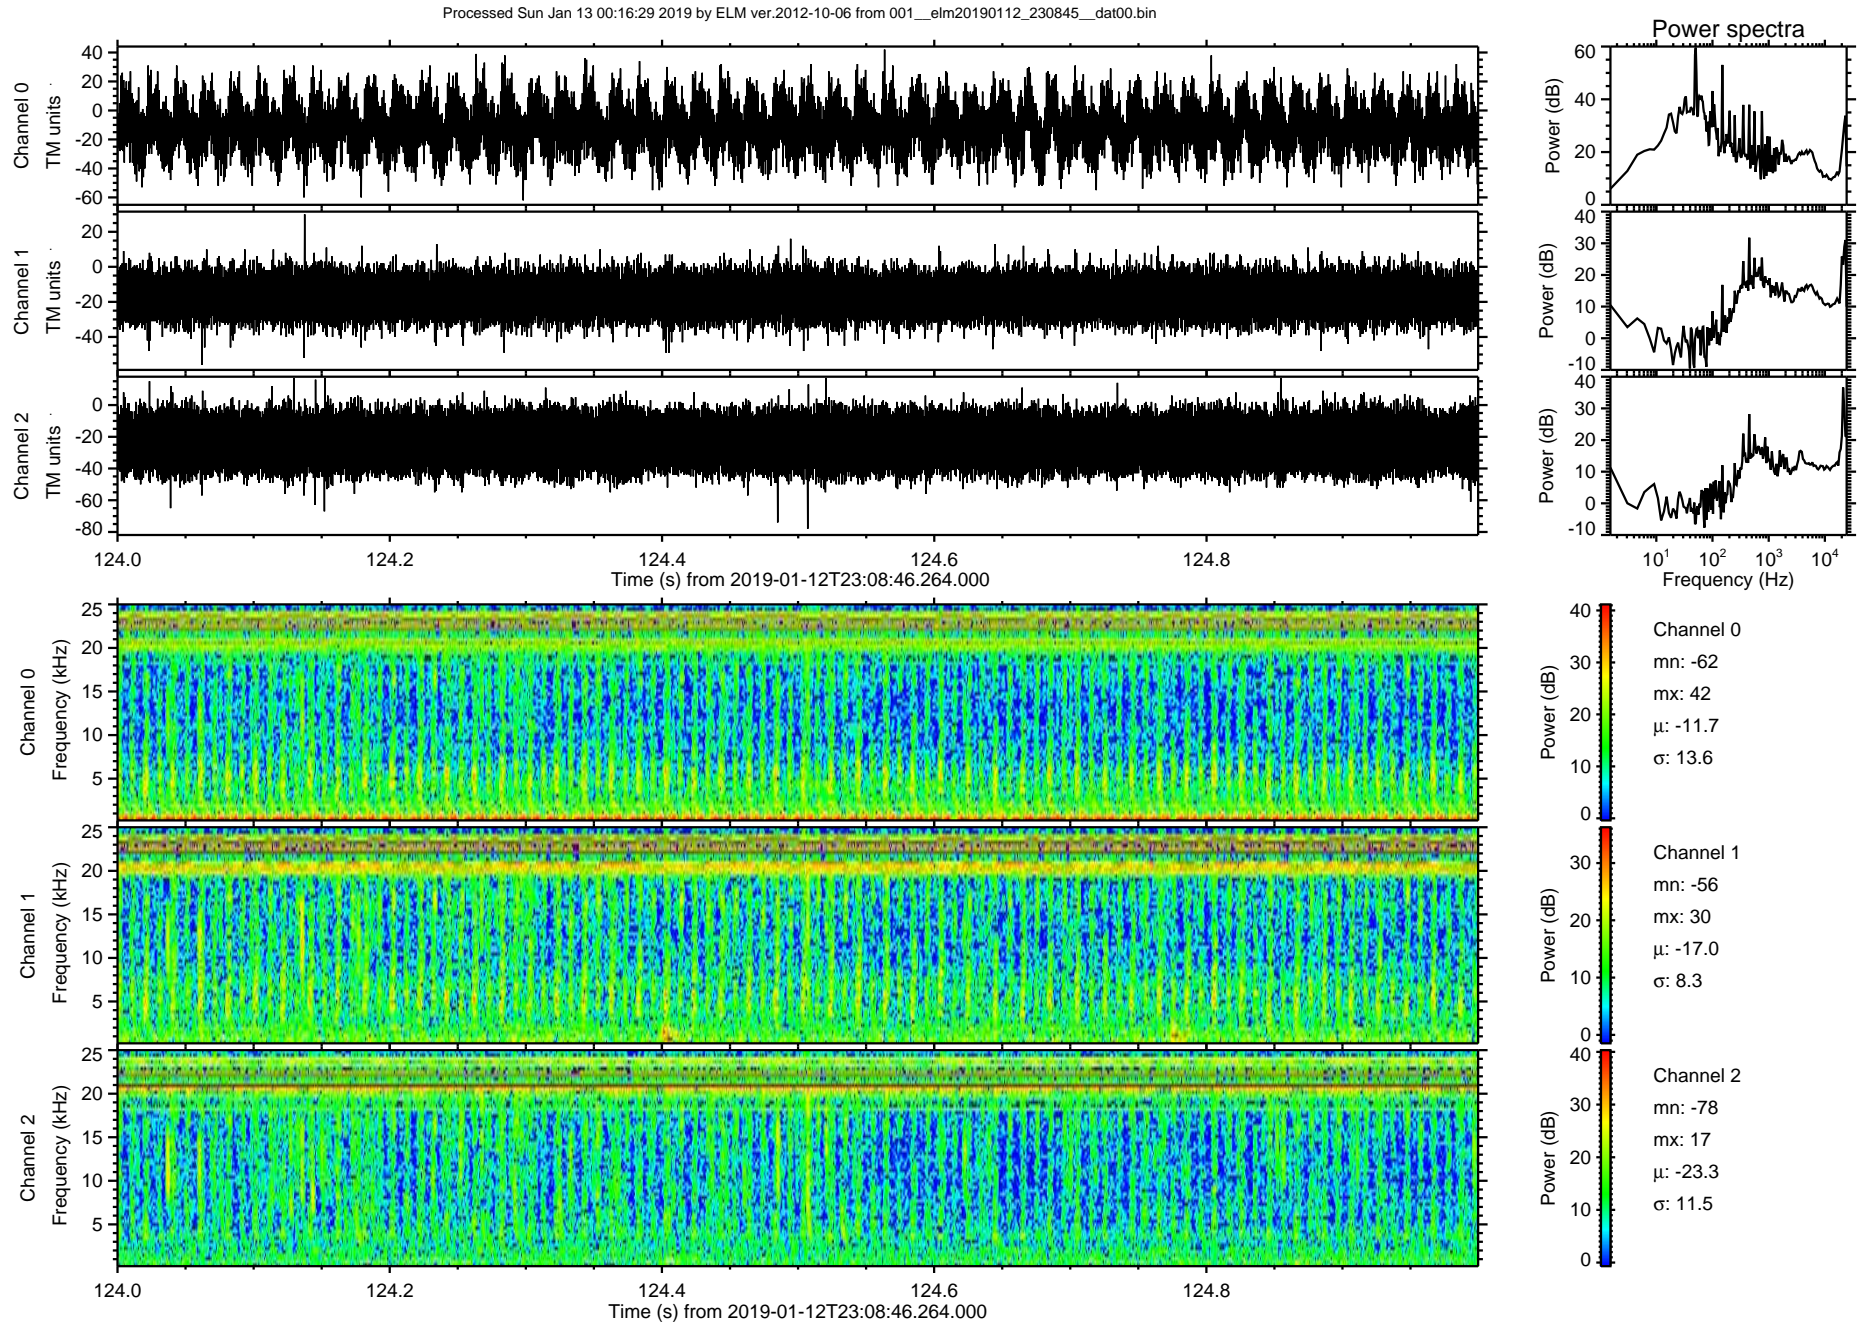 Processed Sun Jan 13 00:16:29 2019 by ELM ver.2012-10-06 from 001__elm20190112_230845__dat00.bin
Power spectra
Channel 0
TM units
40
20
0
-20
-40
-60
Power (dB)
60
40
20
0
Channel 1
TM units
20
0
-20
-40
Power (dB)
40
30
20
10
0
-10
Channel 2
TM units
0
-20
-40
-60
-80
Power (dB)
40
30
20
10
0
-10
124.0 124.2 124.4 124.6 124.8
Time (s) from 2019-01-12T23:08:46.264.000
10^1 10^2 10^3 10^4
Frequency (Hz)
Channel 0
Frequency (kHz)
25
20
15
10
5
Power (dB)
40
30
20
10
0
Channel 0
mn: -62
mx: 42
μ: -11.7
σ: 13.6
Channel 1
Frequency (kHz)
25
20
15
10
5
Power (dB)
30
20
10
0
Channel 1
mn: -56
mx: 30
μ: -17.0
σ: 8.3
Channel 2
Frequency (kHz)
25
20
15
10
5
Power (dB)
40
30
20
10
0
Channel 2
mn: -78
mx: 17
μ: -23.3
σ: 11.5
124.0 124.2 124.4 124.6 124.8
Time (s) from 2019-01-12T23:08:46.264.000